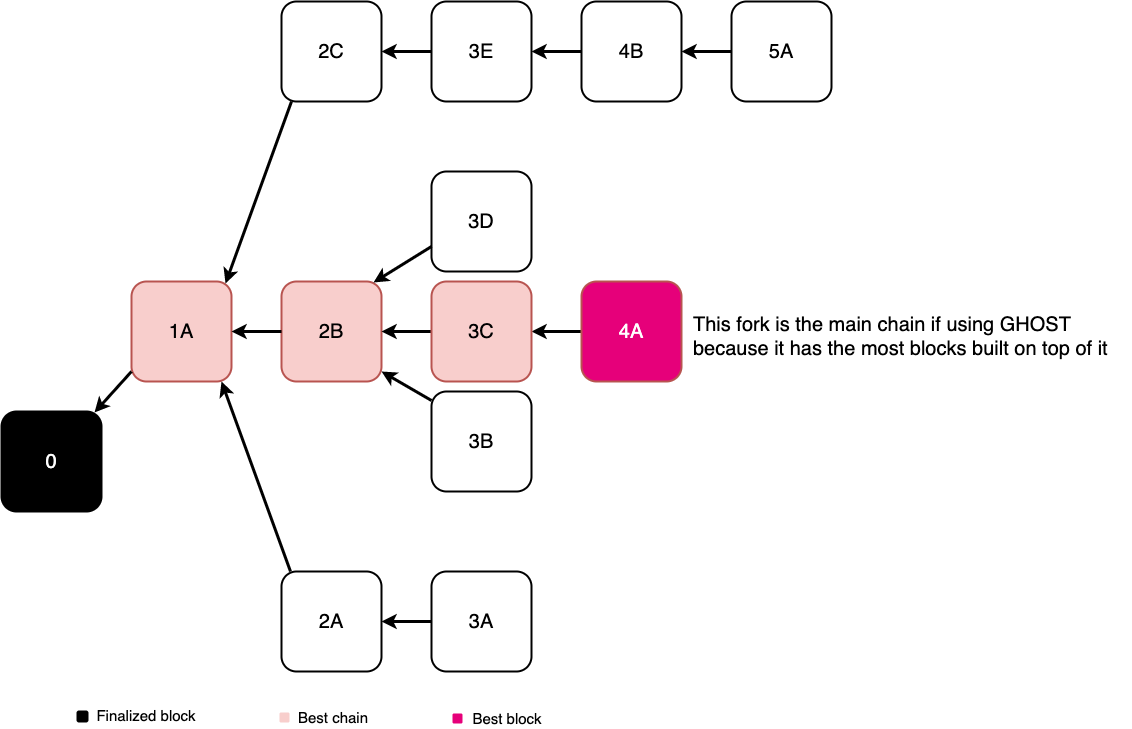 2C
3E
4B
5A
3D
1A
2B
3C
4A
This fork is the main chain if using GHOST
because it has the most blocks built on top of it
0
3B
2A
3A
Finalized block
Best chain
Best block